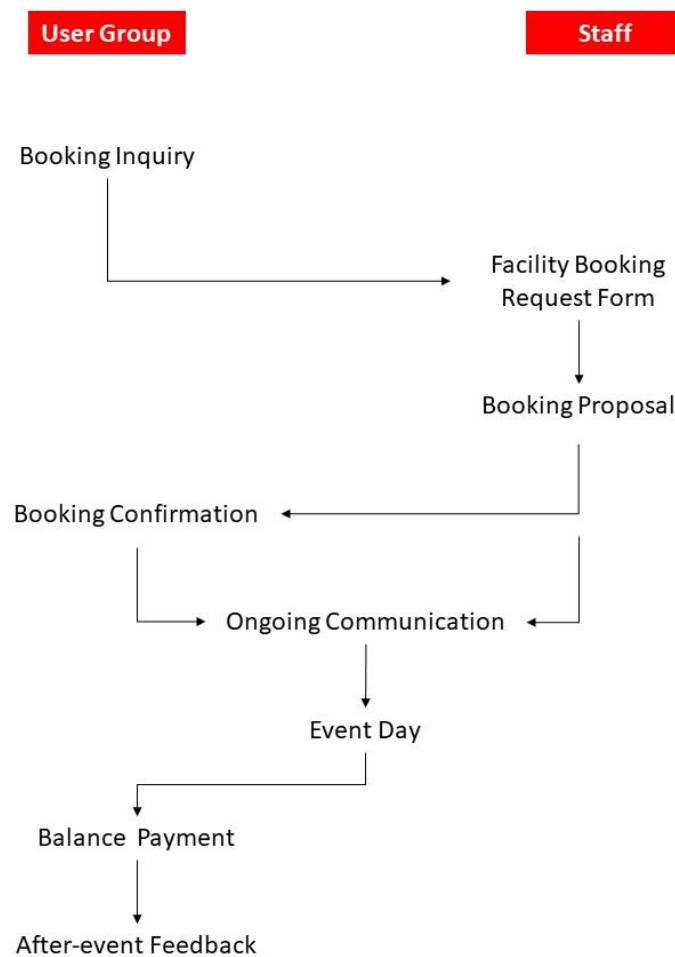 User Group
Staff
Booking Inquiry
Facility Booking
Request Form
Booking Proposal
Booking Confirmation
Ongoing Communication
Event Day
Balance Payment
After-event Feedback